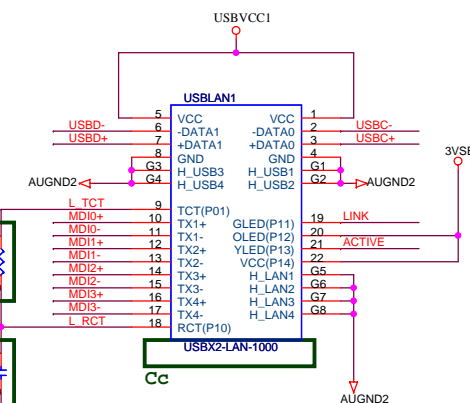 USBVCC1
USBLAN1
5 VCC VCC 1
USBD- 6 -DATA1 -DATA0 2 USBC-
USBD+ 7 +DATA1 +DATA0 3 USBC+
8 GND GND 4
G3 H_USB3 H_USB1 G1
AUGND2 G4 H_USB4 H_USB2 G2 AUGND2
3VSB
L_TCT 9 TCT(P01)
MDI0+ 10 TX1+ GLED(P11) 19 LINK
MDI0- 11 TX1- OLED(P12) 20
MDI1+ 12 TX2+ YLED(P13) 21 ACTIVE
MDI1- 13 TX2- VCC(P14) 22
MDI2+ 14 TX3+ H_LAN1 G5
MDI2- 15 TX3- H_LAN2 G6
MDI3+ 16 TX4+ H_LAN3 G7
MDI3- 17 TX4- H_LAN4 G8
L_RCT 18 RCT(P10)
USBX2-LAN-1000
Cc
AUGND2